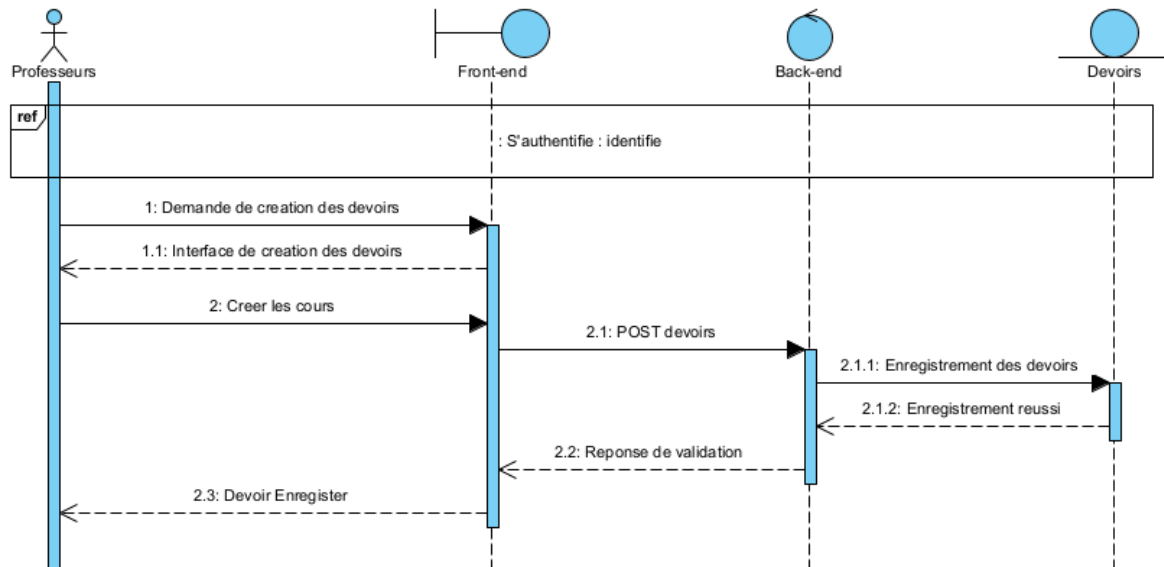 Professeurs
Front-end
Back-end
Devoirs
ref
: S'authentifie : identifie
1: Demande de creation des devoirs
1.1: Interface de creation des devoirs
2: Creer les cours
2.1: POST devoirs
2.1.1: Enregistrement des devoirs
2.1.2: Enregistrement reussi
2.2: Reponse de validation
2.3: Devoir Enregister